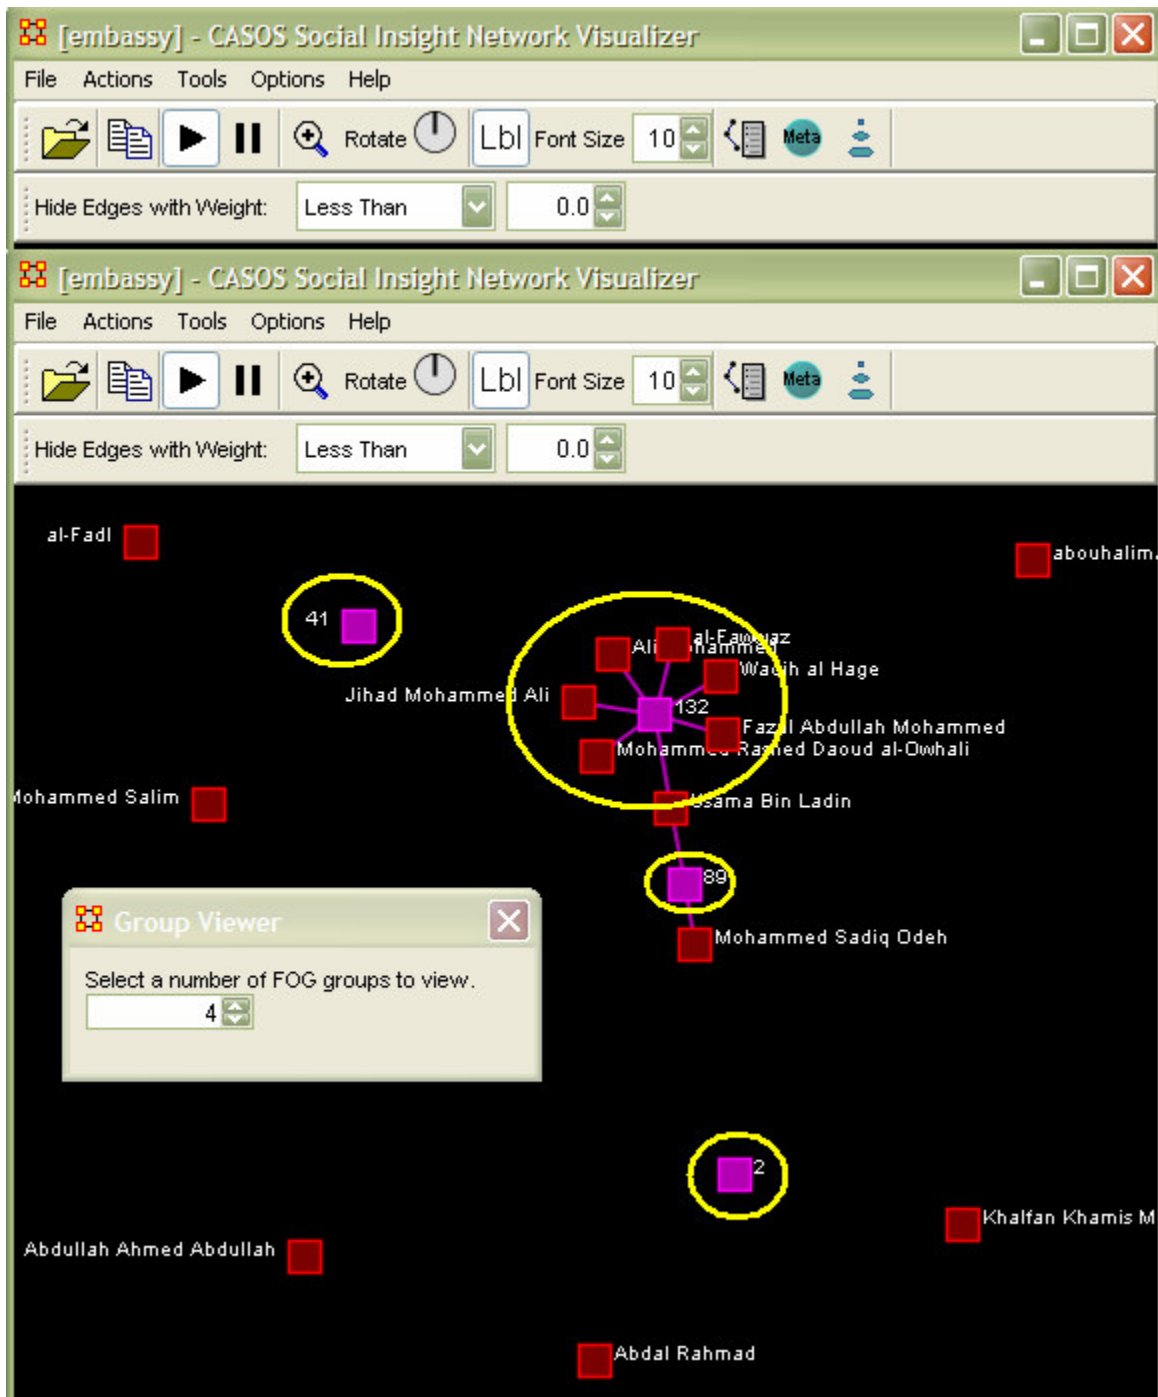 [embassy] - CASOS Social Insight Network Visualizer
File Actions Tools Options Help
Rotate Lbl Font Size 10 Meta
Hide Edges with Weight: Less Than 0.0
[embassy] - CASOS Social Insight Network Visualizer
File Actions Tools Options Help
Rotate Lbl Font Size 10 Meta
Hide Edges with Weight: Less Than 0.0
al-Fadl
abouhalim.
41
al-Fawwaz
Ali Mohammed
Wadih al Hage
Jihad Mohammed Ali
132
Fazul Abdullah Mohammed
Mohammed Rashed Daoud al-Owhali
Mohammed Salim
Usama Bin Ladin
89
Group Viewer
Mohammed Sadiq Odeh
Select a number of FOG groups to view.
4
2
Khalfan Khamis M
Abdullah Ahmed Abdullah
Abdal Rahmad